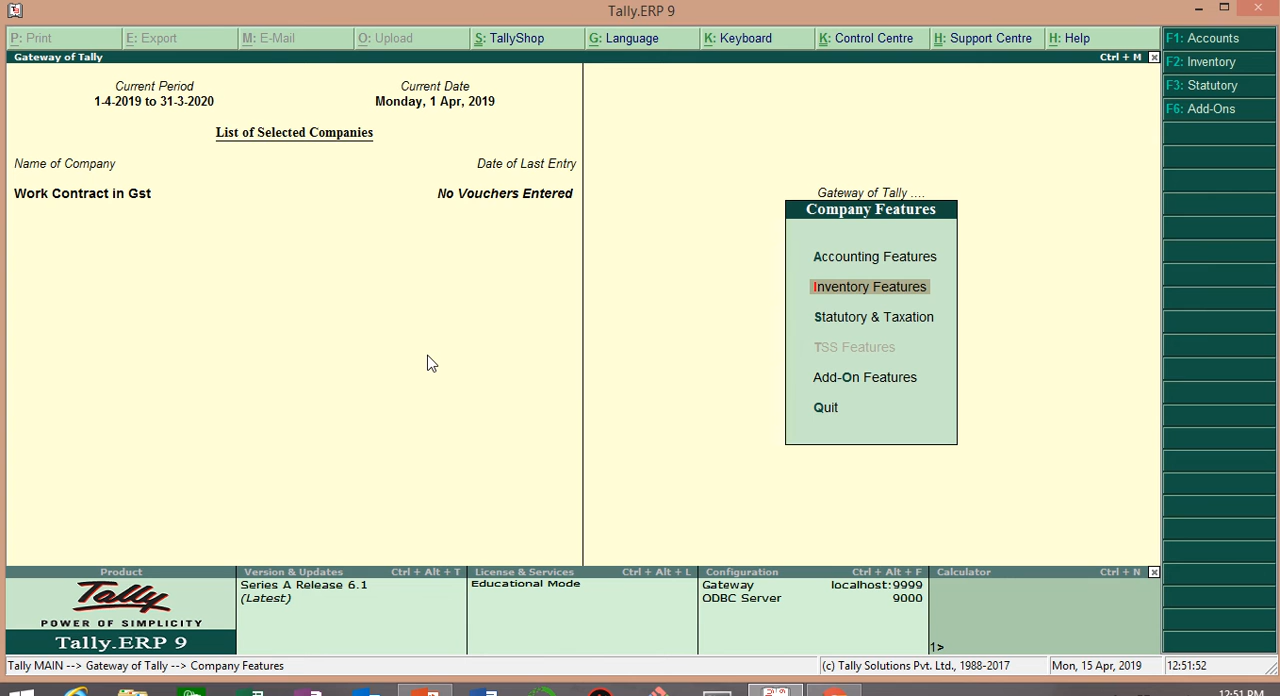 Tally.ERP 9
P: Print E: Export M: E-Mail O: Upload S: TallyShop G: Language K: Keyboard K: Control Centre H: Support Centre H: Help
Gateway of Tally Ctrl + M
F1: Accounts
F2: Inventory
F3: Statutory
F6: Add-Ons
Current Period Current Date
1-4-2019 to 31-3-2020 Monday, 1 Apr, 2019
List of Selected Companies
Name of Company Date of Last Entry
Work Contract in Gst No Vouchers Entered
Gateway of Tally ....
Company Features
Accounting Features
Inventory Features
Statutory & Taxation
TSS Features
Add-On Features
Quit
Product
Tally
POWER OF SIMPLICITY
Tally.ERP 9
Version & Updates Ctrl + Alt + T
Series A Release 6.1
(Latest)
License & Services Ctrl + Alt + L
Educational Mode
Configuration Ctrl + Alt + F
Gateway localhost:9999
ODBC Server 9000
Calculator Ctrl + N
1>
Tally MAIN --> Gateway of Tally --> Company Features (c) Tally Solutions Pvt. Ltd., 1988-2017 Mon, 15 Apr, 2019 12:51:52
12:51 PM